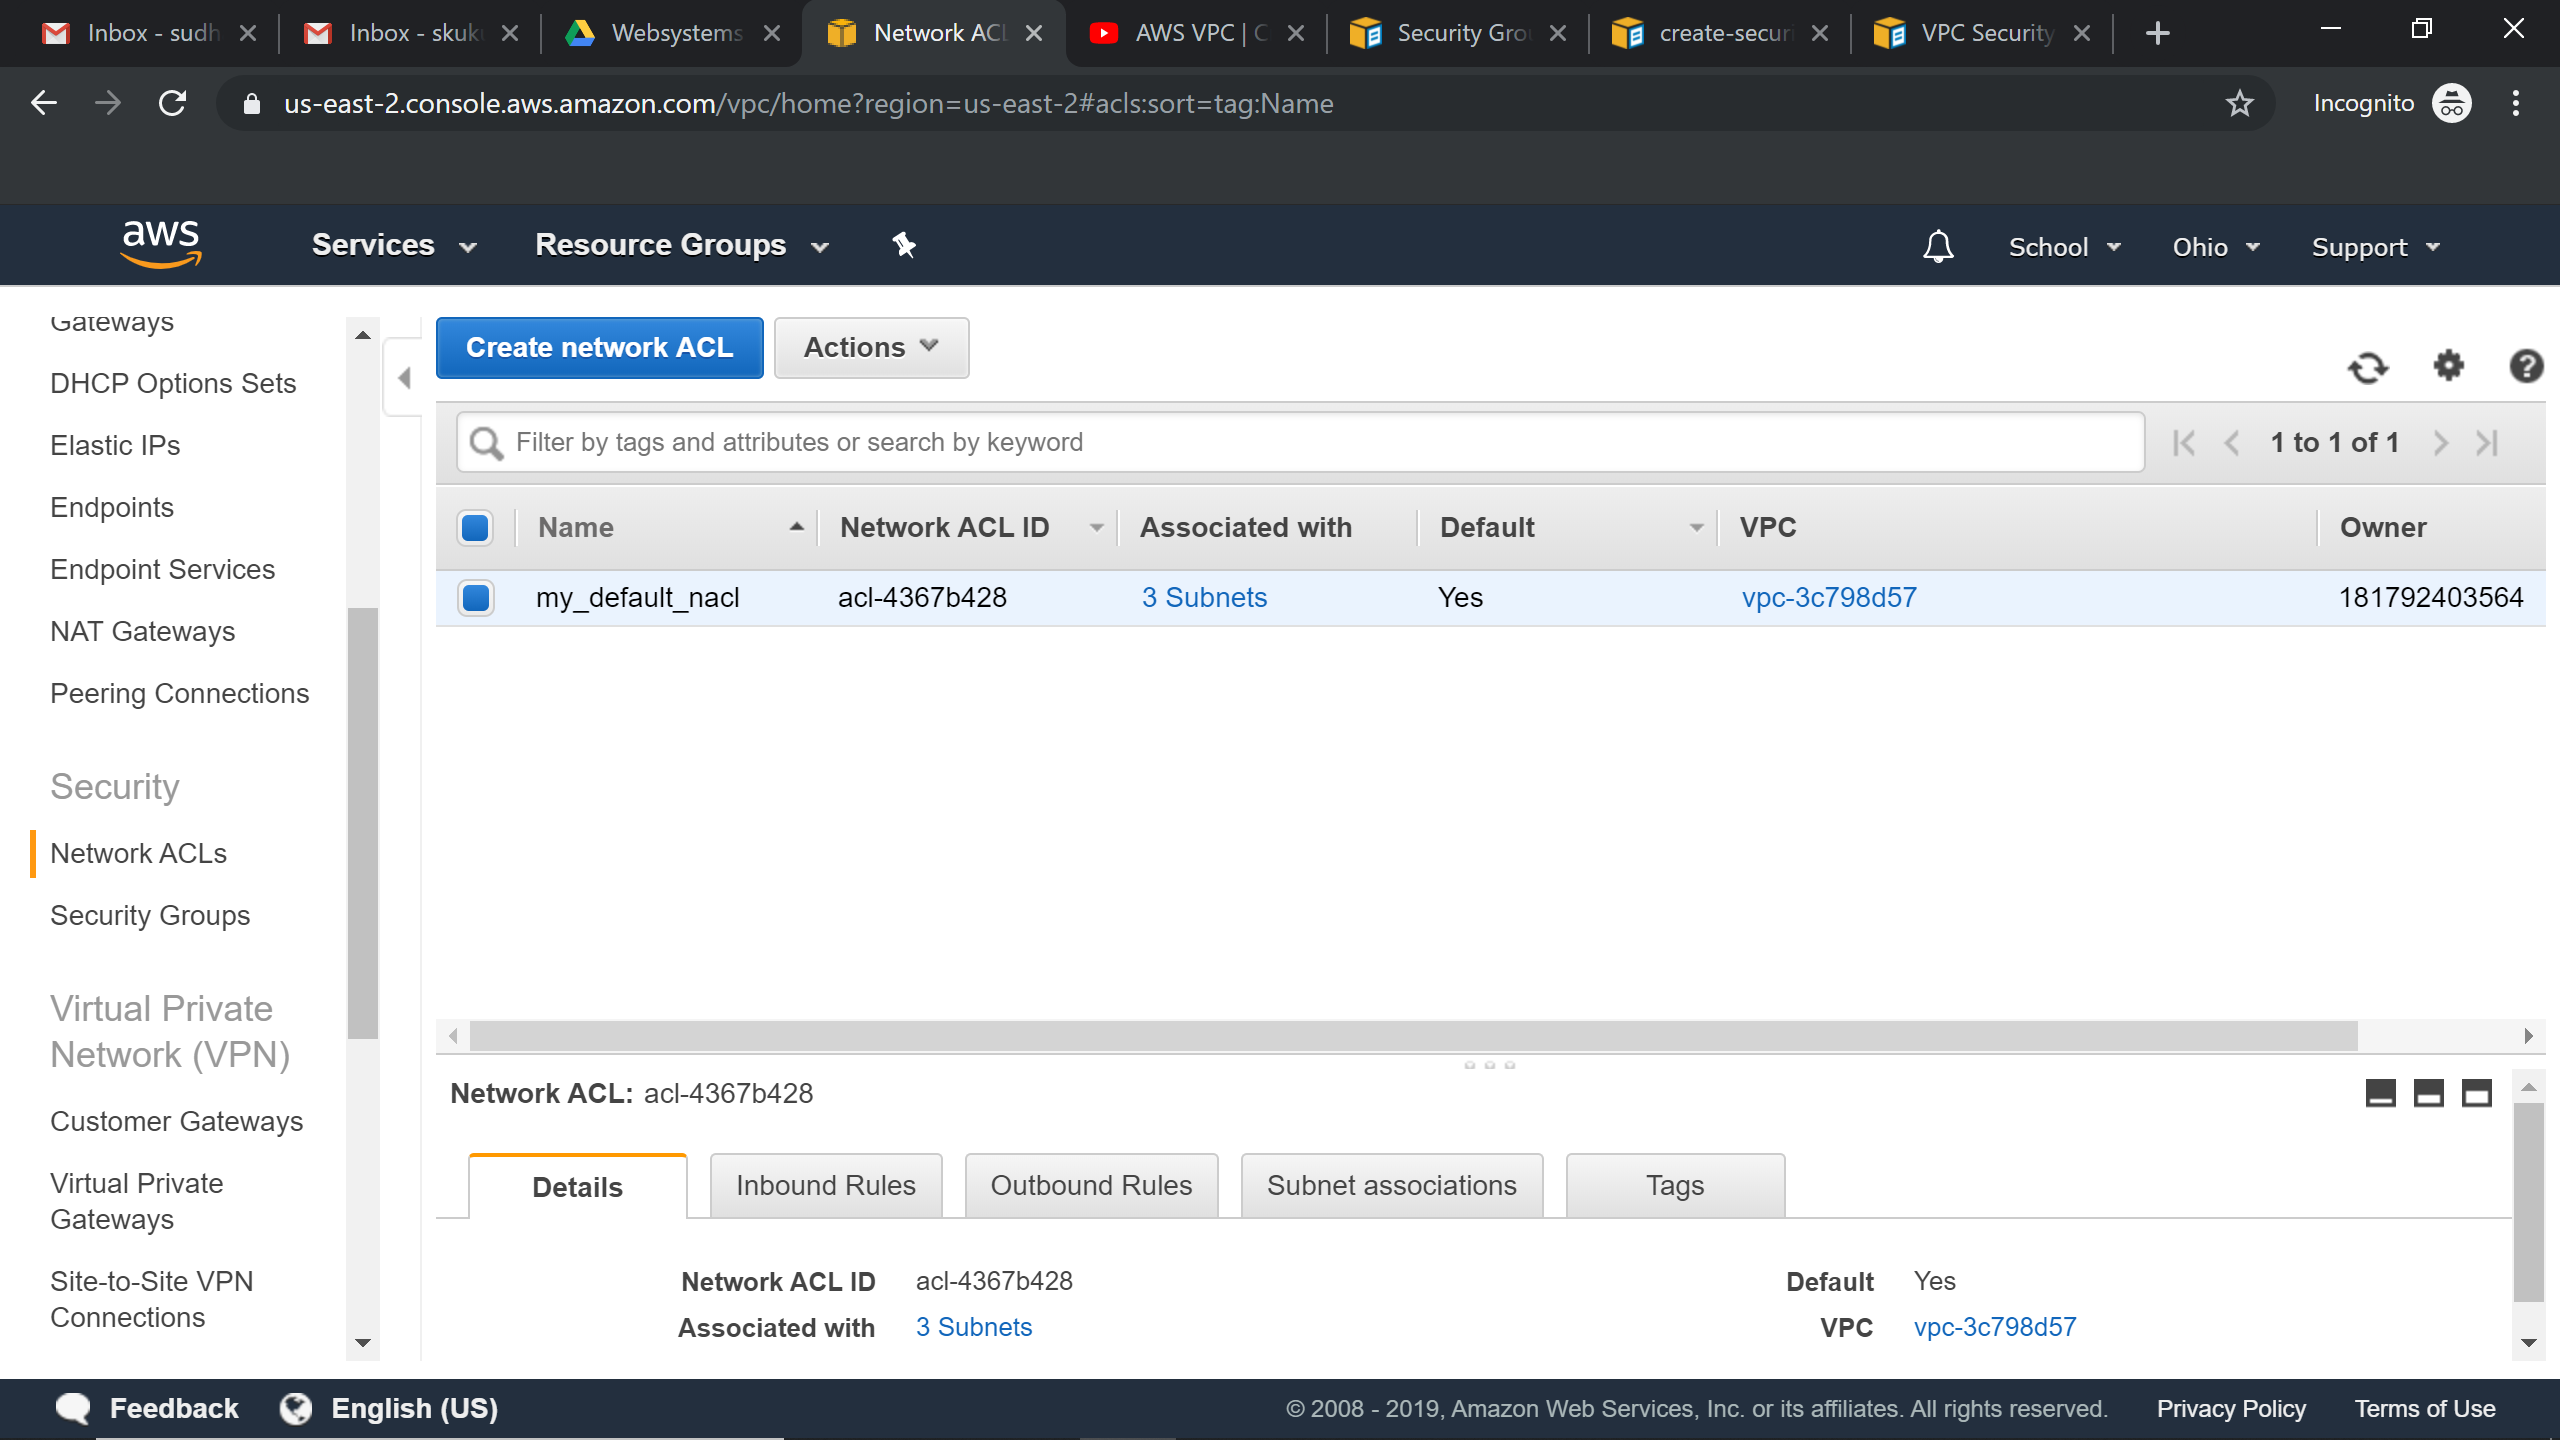 Inbox - sudh
Inbox - skuk
Websystems
Network ACL
AWS VPC | C
Security Gro
create-securi
VPC Security
us-east-2.console.aws.amazon.com/vpc/home?region=us-east-2#acls:sort=tag:Name
Incognito
aws
Services
Resource Groups
School
Ohio
Support
Gateways
DHCP Options Sets
Elastic IPs
Endpoints
Endpoint Services
NAT Gateways
Peering Connections
Security
Network ACLs
Security Groups
Virtual Private
Network (VPN)
Customer Gateways
Virtual Private
Gateways
Site-to-Site VPN
Connections
Create network ACL
Actions
Filter by tags and attributes or search by keyword
1 to 1 of 1
Name
Network ACL ID
Associated with
Default
VPC
Owner
my_default_nacl
acl-4367b428
3 Subnets
Yes
vpc-3c798d57
181792403564
Network ACL: acl-4367b428
Details
Inbound Rules
Outbound Rules
Subnet associations
Tags
Network ACL ID acl-4367b428
Default Yes
Associated with 3 Subnets
VPC vpc-3c798d57
Feedback
English (US)
© 2008 - 2019, Amazon Web Services, Inc. or its affiliates. All rights reserved.
Privacy Policy
Terms of Use